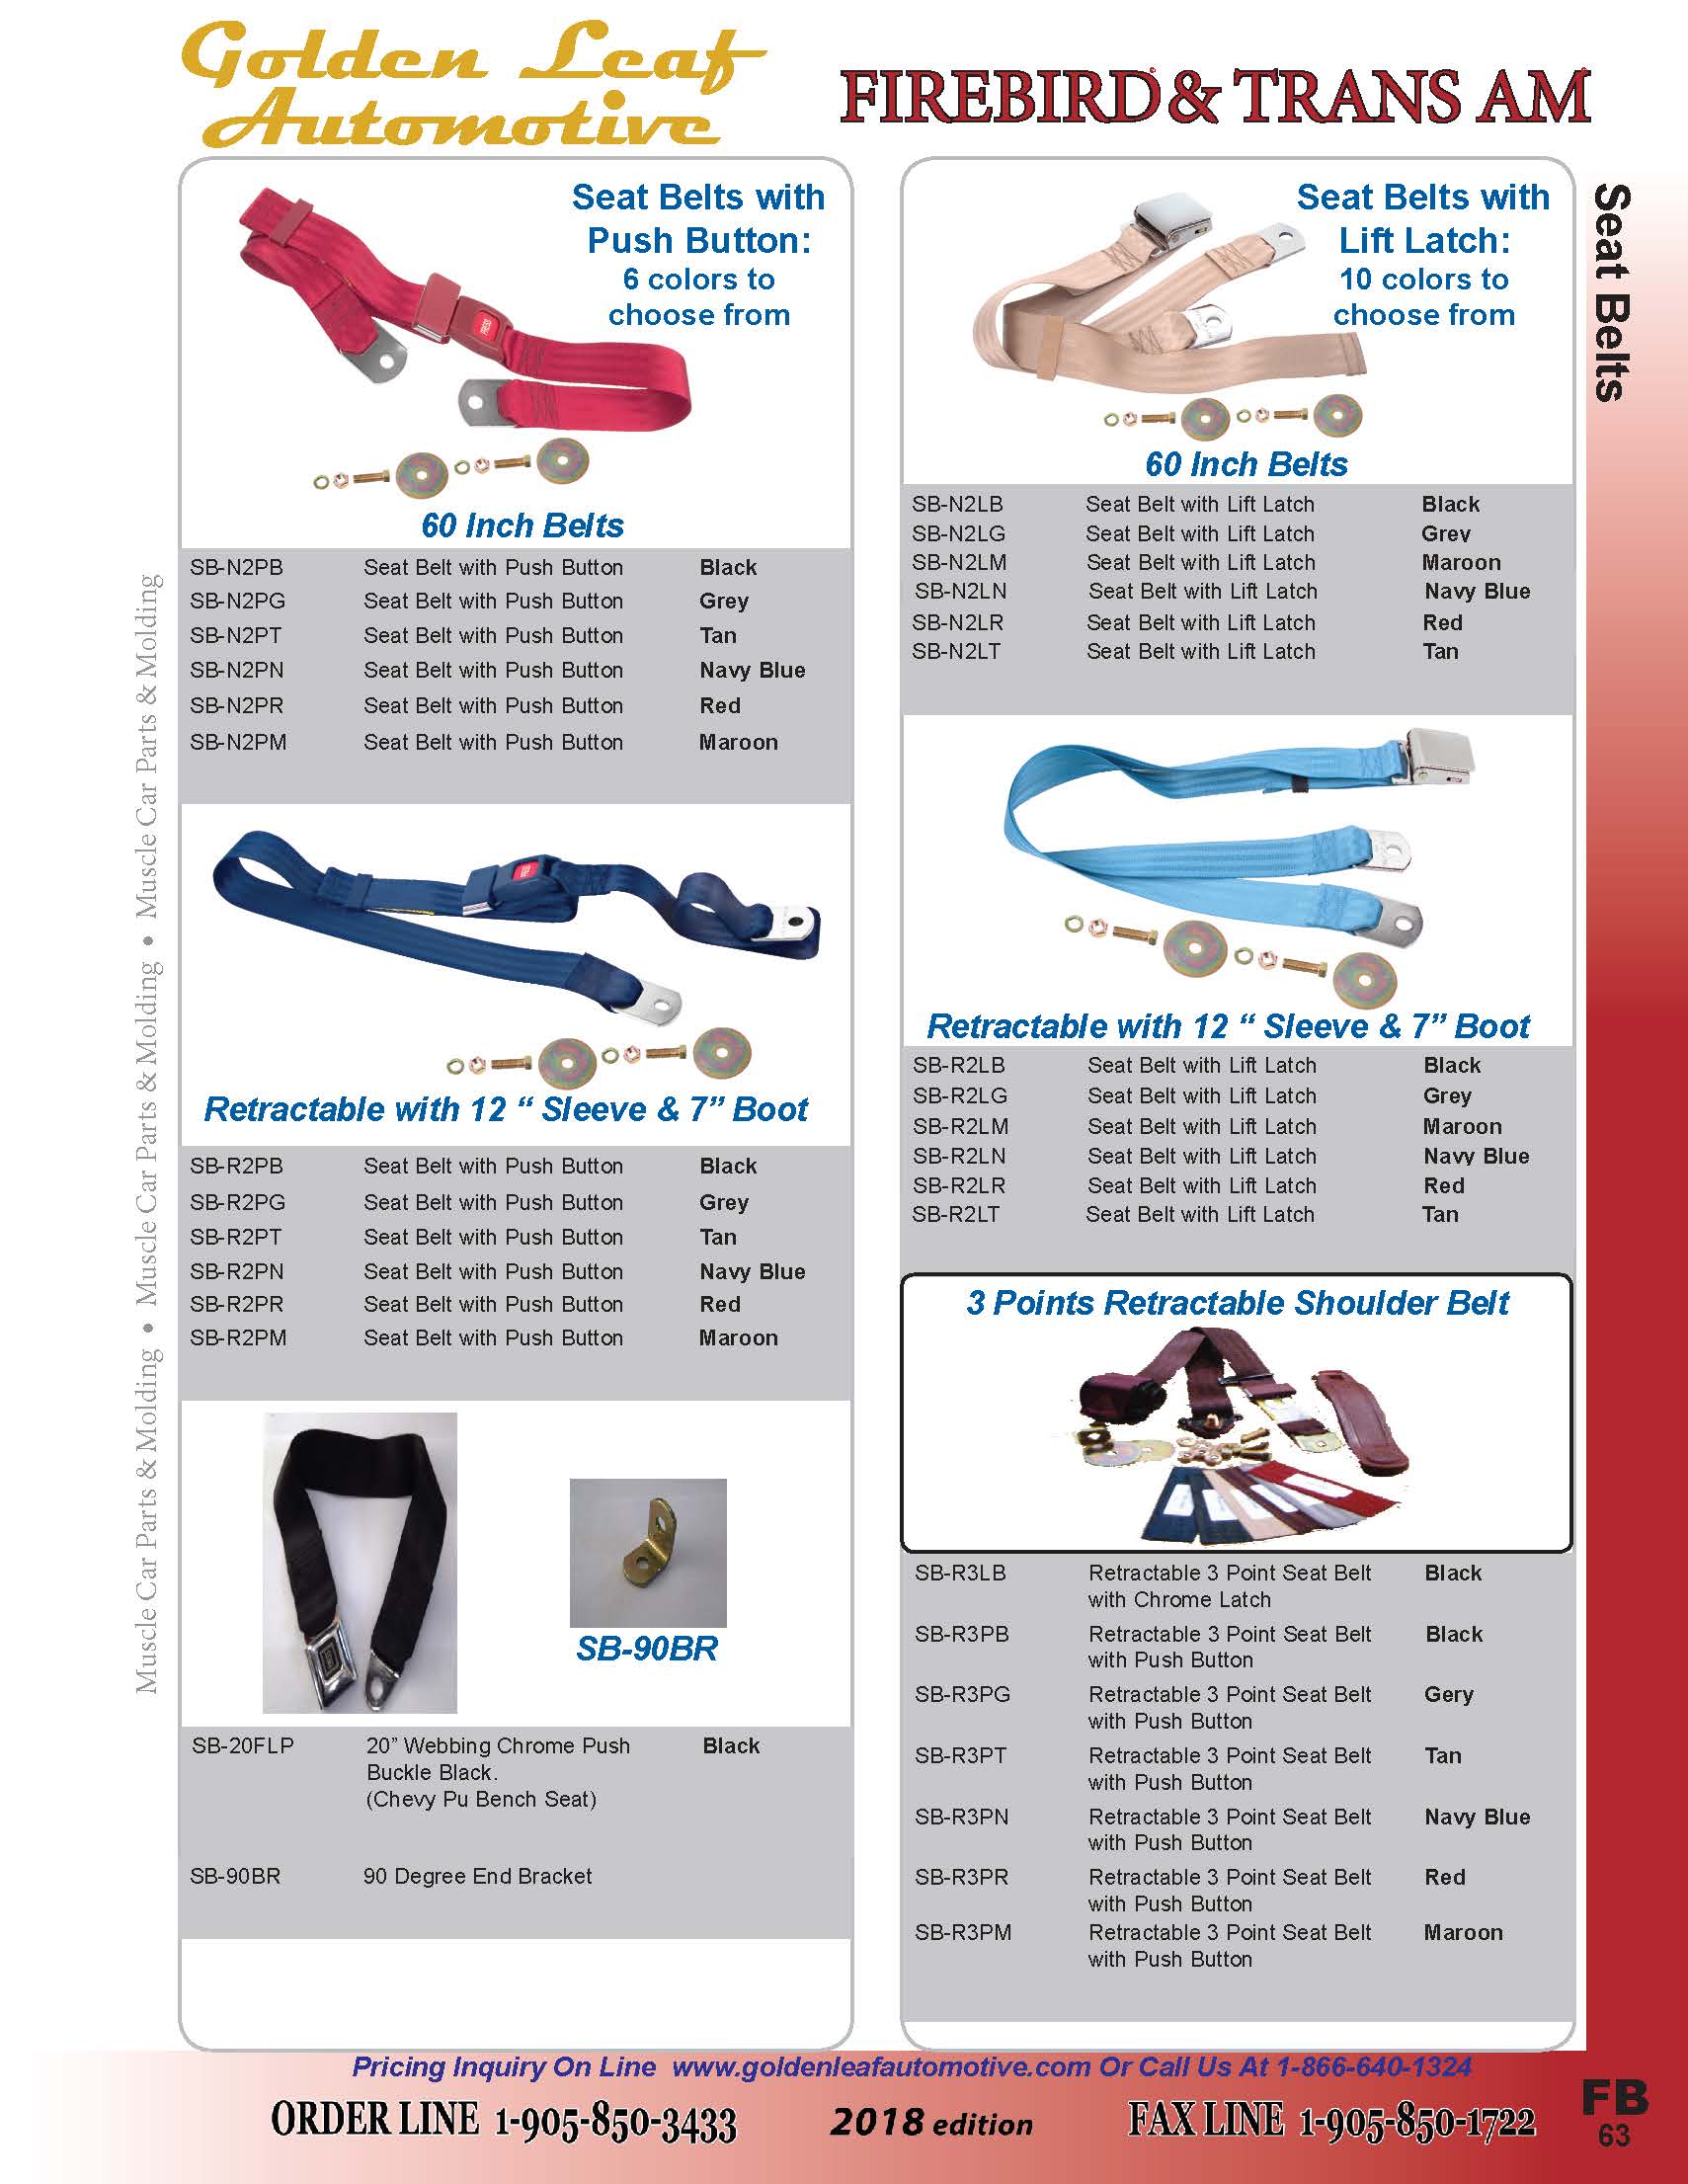 Golden Leaf
Automotive
FIREBIRD & TRANS AM
Seat Belts
Muscle Car Parts & Molding • Muscle Car Parts & Molding • Muscle Car Parts & Molding
Seat Belts with
Push Button:
6 colors to
choose from
PRESS
60 Inch Belts
SB-N2PB Seat Belt with Push Button Black
SB-N2PG Seat Belt with Push Button Grey
SB-N2PT Seat Belt with Push Button Tan
SB-N2PN Seat Belt with Push Button Navy Blue
SB-N2PR Seat Belt with Push Button Red
SB-N2PM Seat Belt with Push Button Maroon
Retractable with 12 “ Sleeve & 7” Boot
SB-R2PB Seat Belt with Push Button Black
SB-R2PG Seat Belt with Push Button Grey
SB-R2PT Seat Belt with Push Button Tan
SB-R2PN Seat Belt with Push Button Navy Blue
SB-R2PR Seat Belt with Push Button Red
SB-R2PM Seat Belt with Push Button Maroon
SB-90BR
SB-20FLP 20” Webbing Chrome Push Black
Buckle Black.
(Chevy Pu Bench Seat)
SB-90BR 90 Degree End Bracket
Seat Belts with
Lift Latch:
10 colors to
choose from
60 Inch Belts
SB-N2LB Seat Belt with Lift Latch Black
SB-N2LG Seat Belt with Lift Latch Grey
SB-N2LM Seat Belt with Lift Latch Maroon
SB-N2LN Seat Belt with Lift Latch Navy Blue
SB-N2LR Seat Belt with Lift Latch Red
SB-N2LT Seat Belt with Lift Latch Tan
Retractable with 12 “ Sleeve & 7” Boot
SB-R2LB Seat Belt with Lift Latch Black
SB-R2LG Seat Belt with Lift Latch Grey
SB-R2LM Seat Belt with Lift Latch Maroon
SB-R2LN Seat Belt with Lift Latch Navy Blue
SB-R2LR Seat Belt with Lift Latch Red
SB-R2LT Seat Belt with Lift Latch Tan
3 Points Retractable Shoulder Belt
SB-R3LB Retractable 3 Point Seat Belt Black
with Chrome Latch
SB-R3PB Retractable 3 Point Seat Belt Black
with Push Button
SB-R3PG Retractable 3 Point Seat Belt Gery
with Push Button
SB-R3PT Retractable 3 Point Seat Belt Tan
with Push Button
SB-R3PN Retractable 3 Point Seat Belt Navy Blue
with Push Button
SB-R3PR Retractable 3 Point Seat Belt Red
with Push Button
SB-R3PM Retractable 3 Point Seat Belt Maroon
with Push Button
Pricing Inquiry On Line www.goldenleafautomotive.com Or Call Us At 1-866-640-1324
ORDER LINE 1-905-850-3433 2018 edition FAX LINE 1-905-850-1722
FB
63